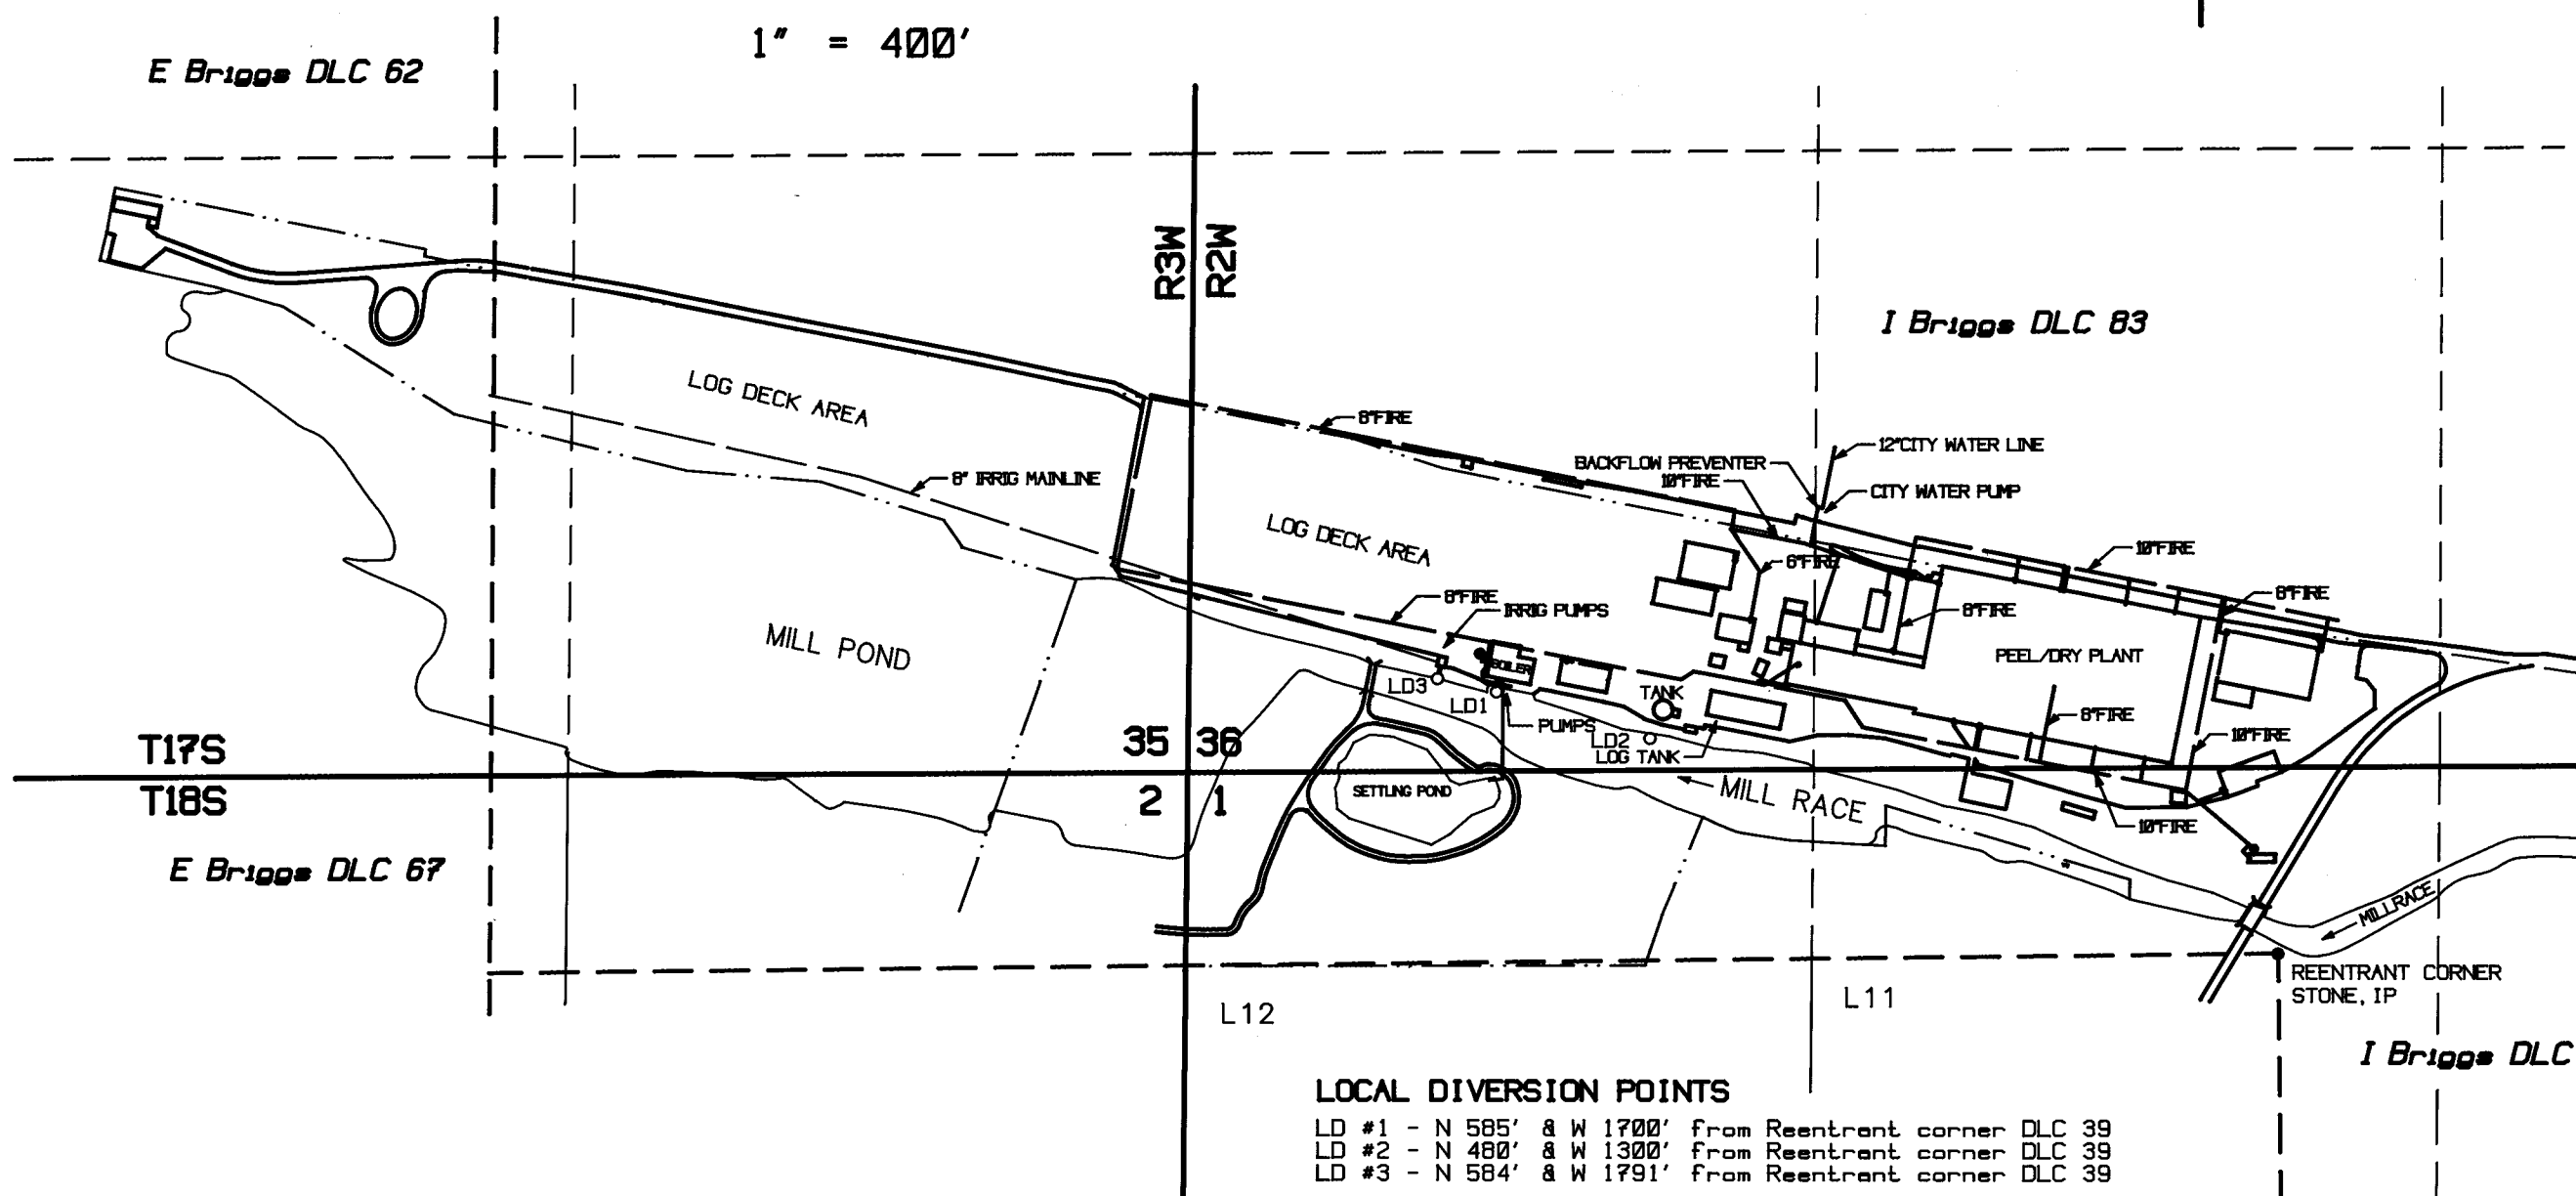 1" = 400'
E Briggs DLC 62
R3W
R2W
I Briggs DLC 83
LOG DECK AREA
8"FIRE
12"CITY WATER LINE
BACKFLOW PREVENTER
10"FIRE
CITY WATER PUMP
8" IRRIG MAINLINE
LOG DECK AREA
6"FIRE
10"FIRE
8"FIRE
8"FIRE
8"FIRE
IRRIG PUMPS
MILL POND
BOILER
PEEL/DRY PLANT
LD3
LD1
TANK
PUMPS
LD2
LOG TANK
8"FIRE
10"FIRE
T17S
35 36
T18S
2 1
SETTLING POND
MILL RACE
10"FIRE
E Briggs DLC 67
MILLRACE
REENTRANT CORNER
STONE, IP
L12
L11
I Briggs DLC
LOCAL DIVERSION POINTS
LD #1 - N 585' & W 1700' from Reentrant corner DLC 39
LD #2 - N 480' & W 1300' from Reentrant corner DLC 39
LD #3 - N 584' & W 1791' from Reentrant corner DLC 39